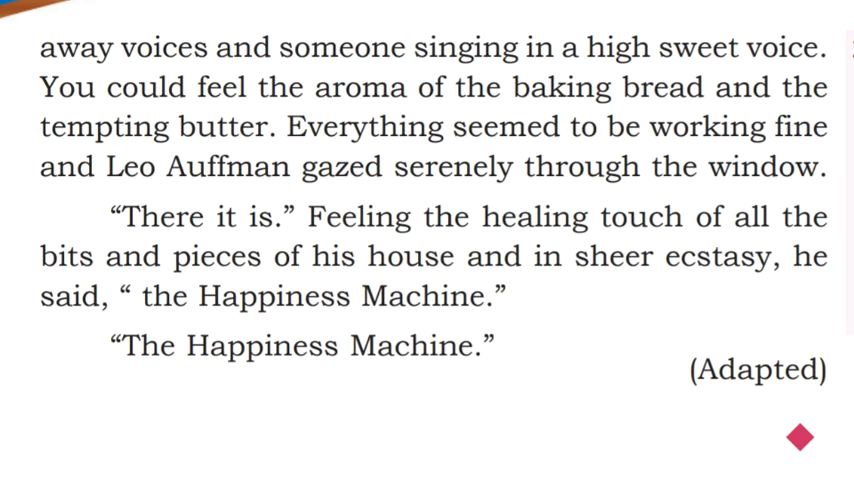 away voices and someone singing in a high sweet voice.
You could feel the aroma of the baking bread and the
tempting butter. Everything seemed to be working fine
and Leo Auffman gazed serenely through the window.
“There it is.” Feeling the healing touch of all the
bits and pieces of his house and in sheer ecstasy, he
said, “ the Happiness Machine.”
“The Happiness Machine.”
(Adapted)